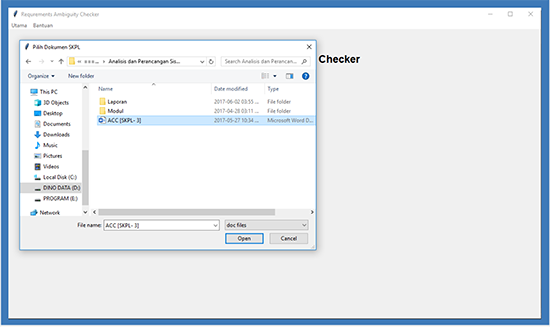 Requirements Ambiguity Checker
Utama Bantuan
Checker
Pilih Dokumen SKPL
Analisis dan Perancangan Sis...
Search Analisis dan Perancan...
Organize
New folder
This PC
3D Objects
Desktop
Documents
Downloads
Music
Pictures
Videos
Local Disk (C:)
DINO DATA (D:)
PROGRAM (E:)
Network
Name Date modified Type
Laporan 2017-06-02 03:55 ... File folder
Modul 2017-04-28 03:11 ... File folder
ACC [SKPL- 3] 2017-05-27 10:34 ... Microsoft Word D...
File name: ACC [SKPL- 3] doc files
Open Cancel